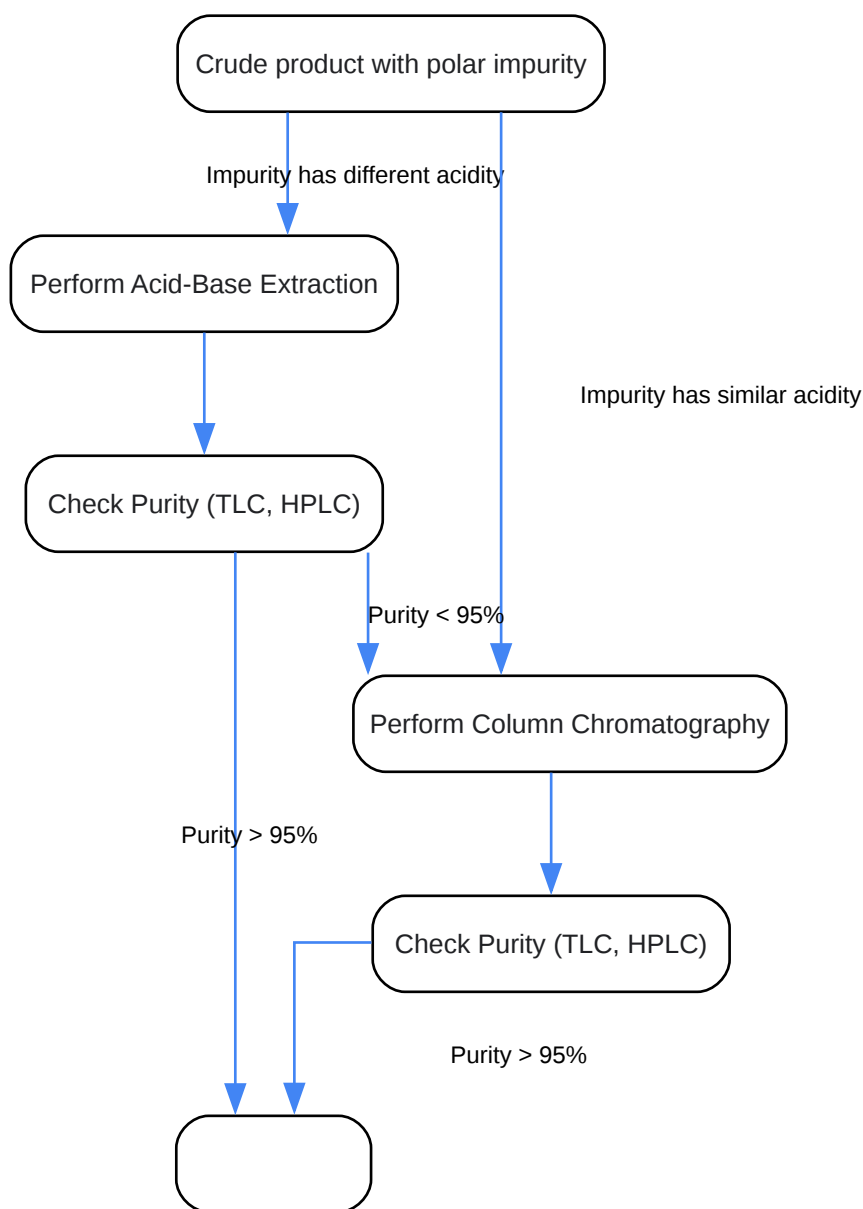 Crude product with polar impurity
Impurity has different acidity
Perform Acid-Base Extraction
Impurity has similar acidity
Check Purity (TLC, HPLC)
Purity < 95%
Perform Column Chromatography
Purity > 95%
Check Purity (TLC, HPLC)
Purity > 95%